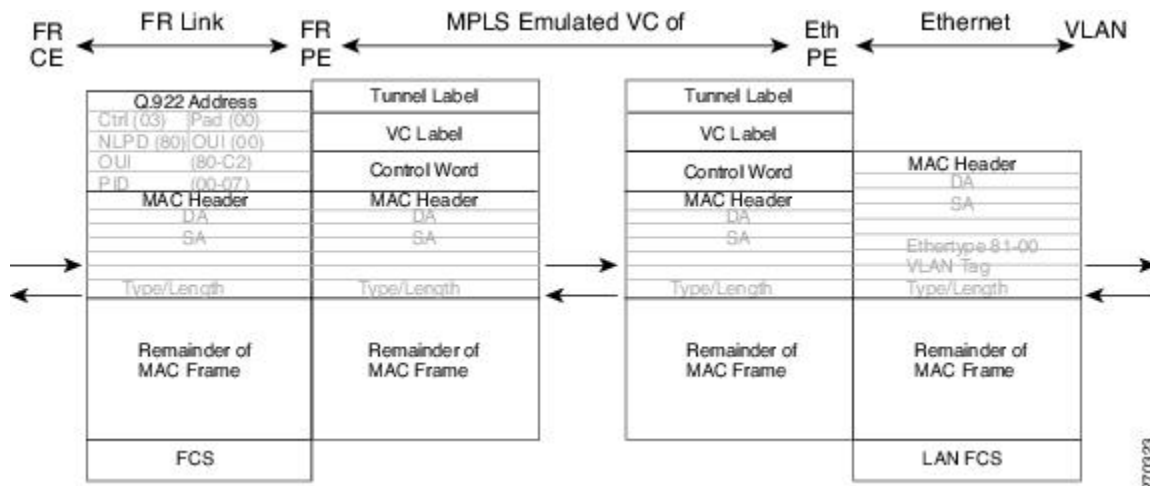 FR CE
FR Link
FR PE
MPLS Emulated VC of
Eth PE
Ethernet
VLAN
Q.922 Address
Ctrl (03) Pad (00)
NLPD (80) OUI (00)
OUI (80-C2)
PID (00-07)
MAC Header
DA
SA
Type/Length
Remainder of
MAC Frame
FCS
Tunnel Label
VC Label
Control Word
MAC Header
DA
SA
Type/Length
Remainder of
MAC Frame
Tunnel Label
VC Label
Control Word
MAC Header
DA
SA
Type/Length
Remainder of
MAC Frame
MAC Header
DA
SA
Ethertype 81-00
VLAN Tag
Type/Length
Remainder of
MAC Frame
LAN FCS